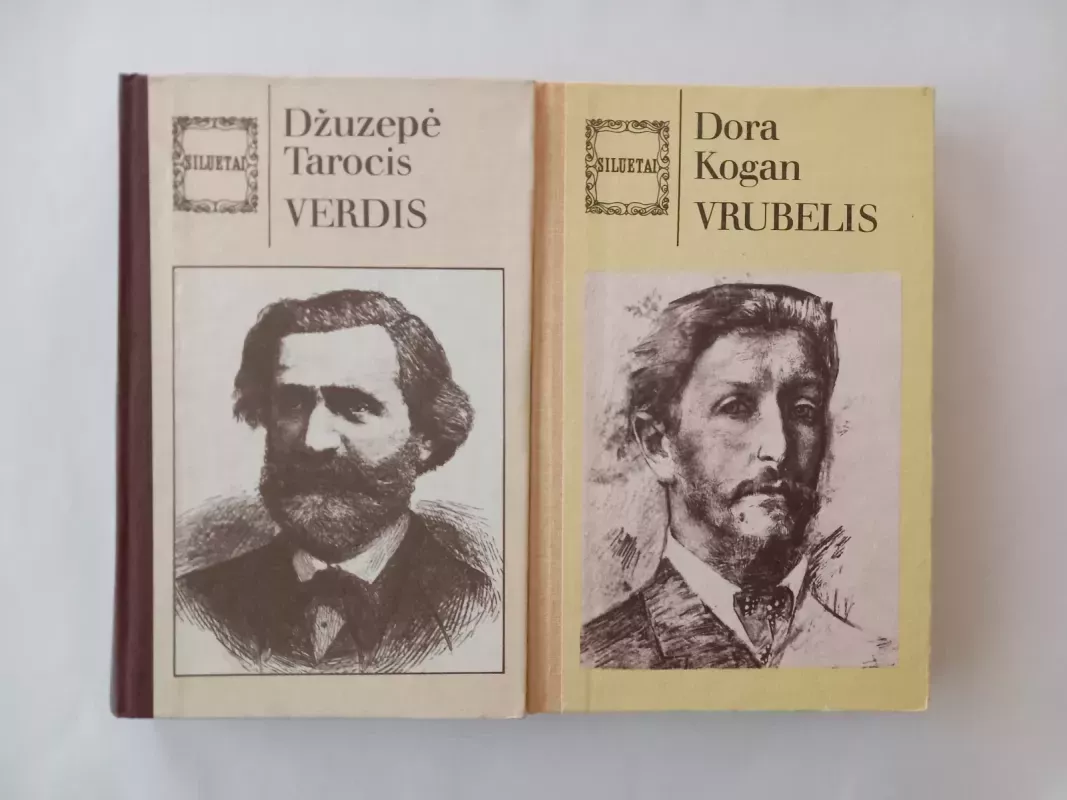 SILUETAI
Džuzepė
Tarocis
VERDIS
SILUETAI
Dora
Kogan
VRUBELIS